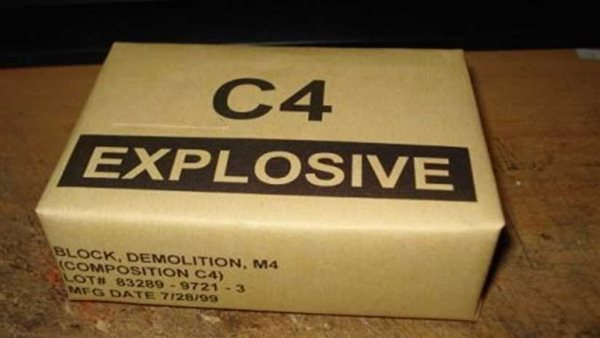 C4
EXPLOSIVE
BLOCK, DEMOLITION, M4
(COMPOSITION C4)
LOT# 83289 - 9721 - 3
MFG DATE 7/28/99